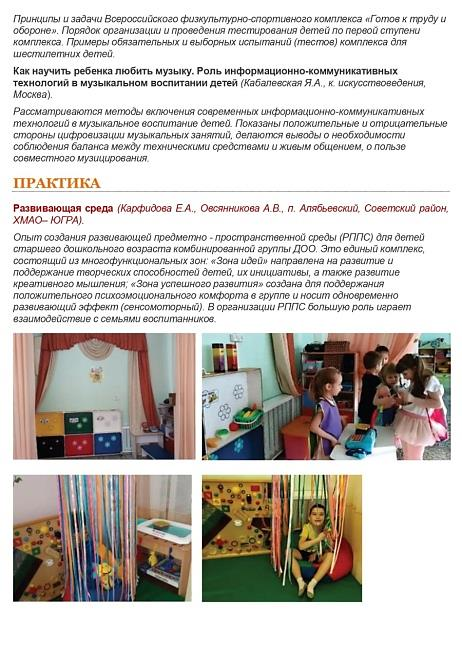 Принципы и задачи Всероссийского физкультурно-спортивного комплекса «Готов к труду и
обороне». Порядок организации и проведения тестирования детей по первой ступени
комплекса. Примеры обязательных и выборных испытаний (тестов) комплекса для
шестилетних детей.
Как научить ребенка любить музыку. Роль информационно-коммуникативных
технологий в музыкальном воспитании детей (Кабалевская Я.А., к. искусствоведения,
Москва).
Рассматриваются методы включения современных информационно-коммуникативных
технологий в музыкальное воспитание детей. Показаны положительные и отрицательные
стороны цифровизации музыкальных занятий, делаются выводы о необходимости
соблюдения баланса между техническими средствами и живым общением, о пользе
совместного музицирования.
ПРАКТИКА
Развивающая среда (Карфидова Е.А., Овсянникова А.В., п. Алябьевский, Советский район,
ХМАО– ЮГРА).
Опыт создания развивающей предметно - пространственной среды (РППС) для детей
старшего дошкольного возраста комбинированной группы ДОО. Это единый комплекс,
состоящий из многофункциональных зон: «Зона идей» направлена на развитие и
поддержание творческих способностей детей, их инициативы, а также развитие
креативного мышления; «Зона успешного развития» создана для поддержания
положительного психоэмоционального комфорта в группе и носит одновременно
развивающий эффект (сенсомоторный). В организации РППС большую роль играет
взаимодействие с семьями воспитанников.